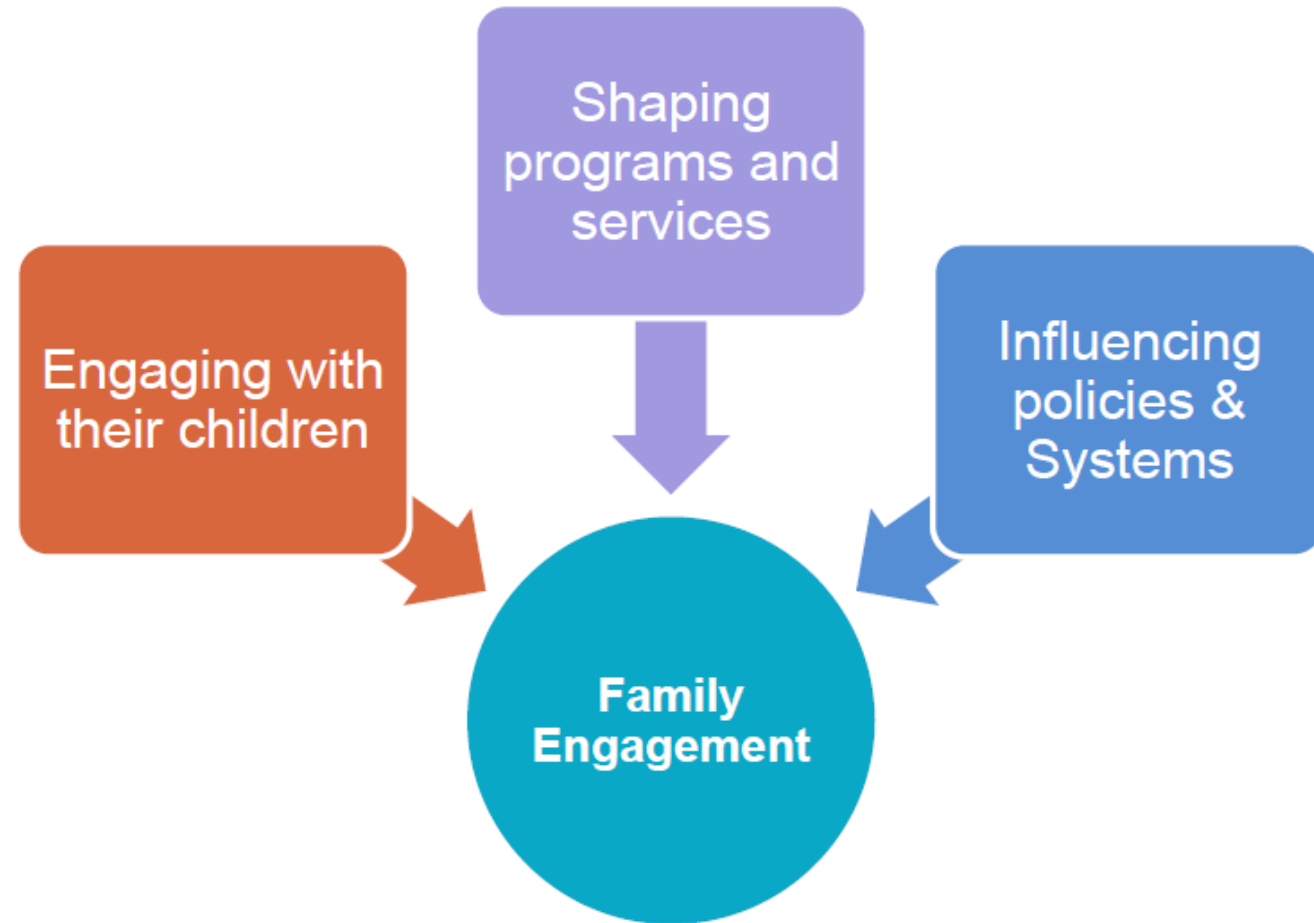 Shaping
programs and
services
Engaging with
their children
Influencing
policies &
Systems
Family
Engagement